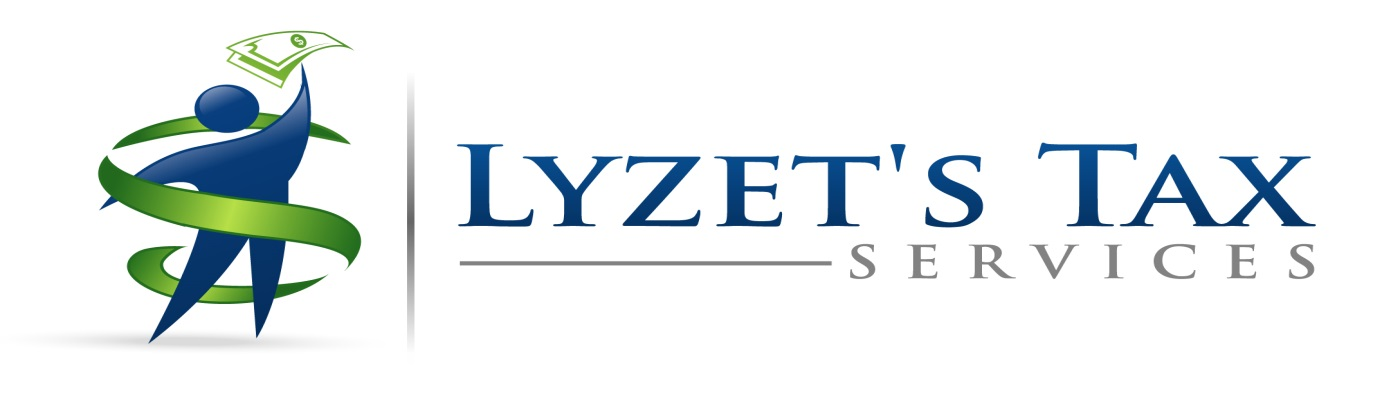 $
LYZET'S TAX
SERVICES